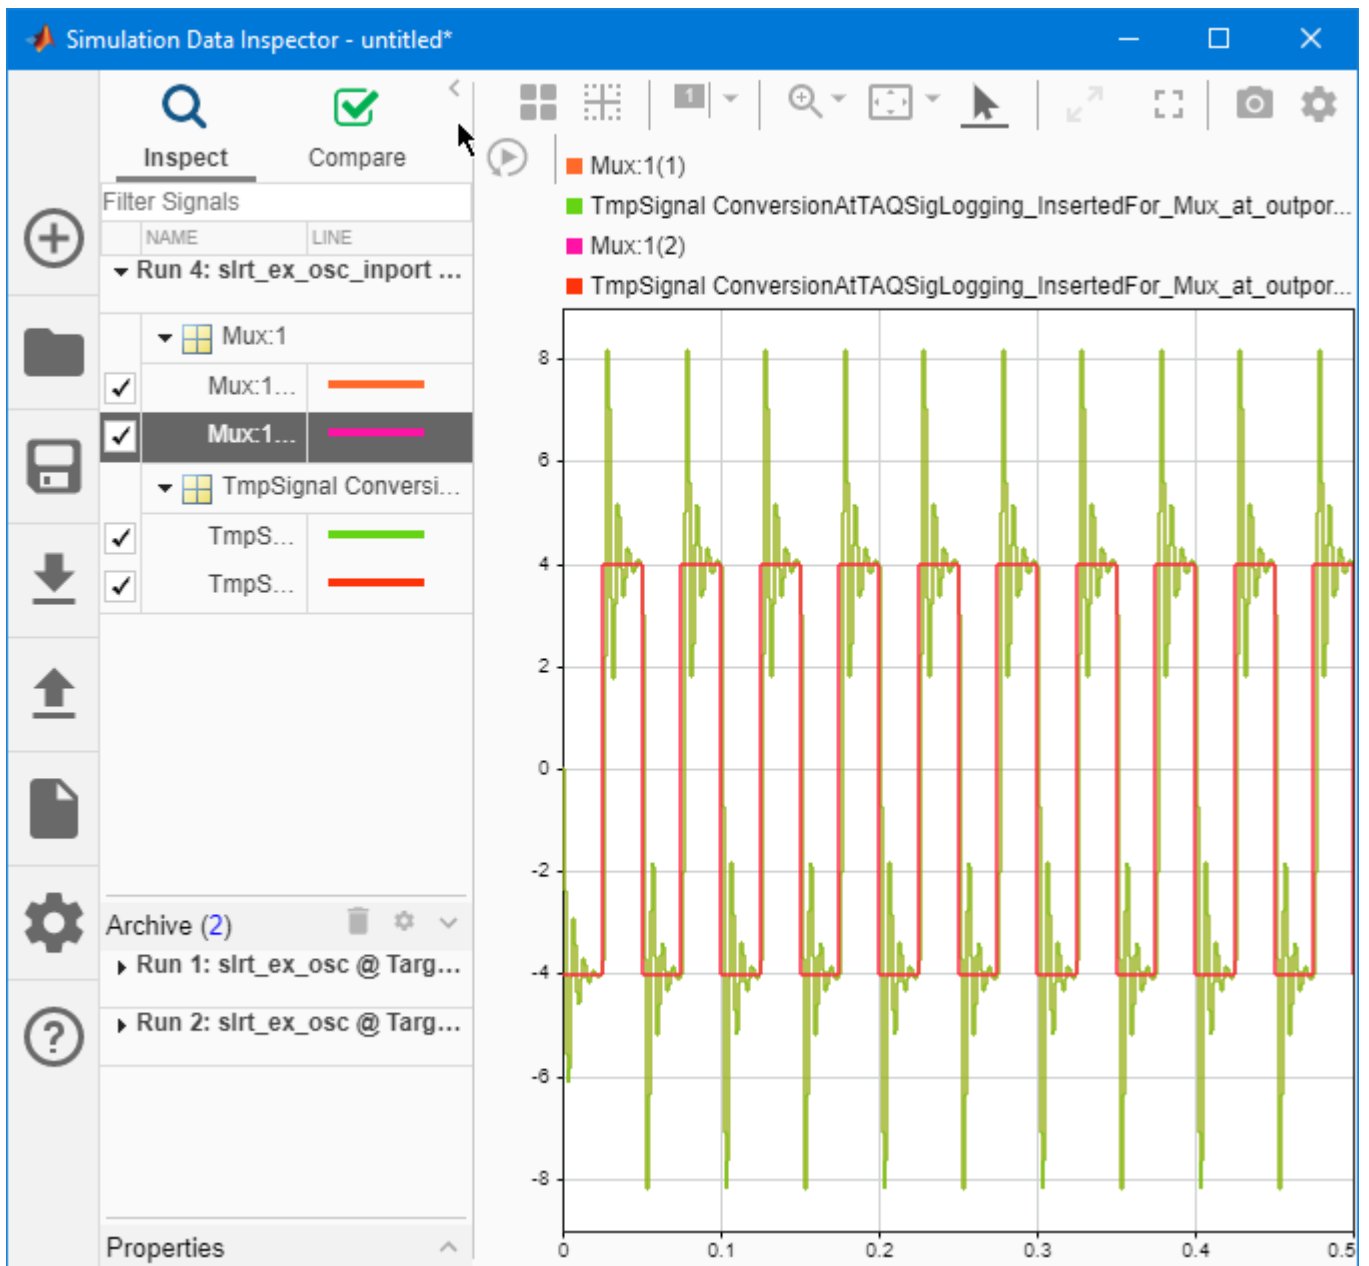 Simulation Data Inspector - untitled*
Inspect
Compare
Filter Signals
NAME LINE
Run 4: slrt_ex_osc_inport ...
Mux:1
Mux:1...
Mux:1...
TmpSignal Conversi...
TmpS...
TmpS...
Archive (2)
Run 1: slrt_ex_osc @ Targ...
Run 2: slrt_ex_osc @ Targ...
Properties
1
Mux:1(1)
TmpSignal ConversionAtTAQSigLogging_InsertedFor_Mux_at_outpor...
Mux:1(2)
TmpSignal ConversionAtTAQSigLogging_InsertedFor_Mux_at_outpor...
8
6
4
2
0
-2
-4
-6
-8
0 0.1 0.2 0.3 0.4 0.5